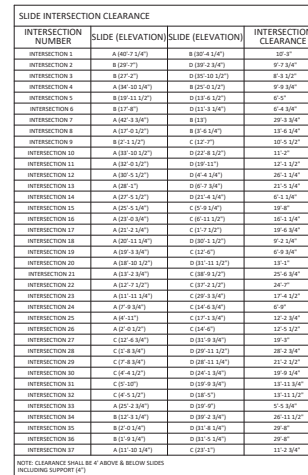 SLIDE INTERSECTION CLEARANCE
INTERSECTION NUMBER SLIDE (ELEVATION) SLIDE (ELEVATION) INTERSECTION CLEARANCE
INTERSECTION 1 A (40'-7 1/4") B (30'-4 1/4") 10'-3"
INTERSECTION 2 B (29'-7") D (39'-2 3/4") 9'-7 3/4"
INTERSECTION 3 B (27'-2") D (35'-10 1/2") 8'-3 1/2"
INTERSECTION 4 A (34'-10 1/4") B (25'-0 1/2") 9'-9 3/4"
INTERSECTION 5 B (19'-11 1/2") D (13'-6 1/2") 6'-5"
INTERSECTION 6 B (17'-8") D (11'-3 1/4") 6'-4 3/4"
INTERSECTION 7 A (42'-3 3/4") B (13') 29'-3 3/4"
INTERSECTION 8 A (17'-0 1/2") B (3'-6 1/4") 13'-6 1/4"
INTERSECTION 9 B (2'-1 1/2") C (12'-7") 10'-5 1/2"
INTERSECTION 10 A (33'-10 1/2") D (22'-8 1/2") 11'-2"
INTERSECTION 11 A (32'-0 1/2") D (19'-11") 12'-1 1/2"
INTERSECTION 12 A (30'-5 1/2") D (4'-4 1/4") 26'-1 1/4"
INTERSECTION 13 A (28'-1") D (6'-7 3/4") 21'-5 1/4"
INTERSECTION 14 A (27'-5 1/2") D (21'-4 1/4") 6'-1 1/4"
INTERSECTION 15 A (25'-5 1/4") C (5'-9 1/4") 19'-8"
INTERSECTION 16 A (23'-0 3/4") C (6'-11 1/2") 16'-1 1/4"
INTERSECTION 17 A (21'-2 1/4") C (1'-7 1/2") 19'-6 3/4"
INTERSECTION 18 A (20'-11 1/4") D (30'-1 1/2") 9'-2 1/4"
INTERSECTION 19 A (19'-3 3/4") C (12'-6") 6'-9 3/4"
INTERSECTION 20 A (18'-10 1/2") D (31'-11 1/2") 13'-1"
INTERSECTION 21 A (13'-2 3/4") C (38'-9 1/2") 25'-6 3/4"
INTERSECTION 22 A (12'-7 1/2") C (37'-2 1/2") 24'-7"
INTERSECTION 23 A (11'-11 1/4") C (29'-3 3/4") 17'-4 1/2"
INTERSECTION 24 A (7'-9 3/4") C (14'-6 3/4") 6'-9"
INTERSECTION 25 A (4'-11") C (17'-1 3/4") 12'-2 3/4"
INTERSECTION 26 A (2'-0 1/2") C (14'-6") 12'-5 1/2"
INTERSECTION 27 C (12'-6 3/4") D (31'-9 3/4") 19'-3"
INTERSECTION 28 C (1'-8 3/4") D (29'-11 1/2") 28'-2 3/4"
INTERSECTION 29 C (7'-8 3/4") D (28'-11 1/4") 21'-2 1/2"
INTERSECTION 30 C (4'-4 1/2") D (24'-1 3/4") 19'-9 1/4"
INTERSECTION 31 C (5'-10") D (19'-9 3/4") 13'-11 3/4"
INTERSECTION 32 C (4'-5 1/2") D (18'-5") 13'-11 1/2"
INTERSECTION 33 A (25'-2 3/4") D (19'-9") 5'-5 3/4"
INTERSECTION 34 B (12'-3 1/4") D (39'-2 3/4") 26'-11 1/2"
INTERSECTION 35 B (2'-0 1/4") D (31'-8 1/4") 29'-8"
INTERSECTION 36 B (1'-9 1/4") D (31'-5 1/4") 29'-8"
INTERSECTION 37 A (11'-10 1/4") C (23'-1") 11'-2 3/4"
NOTE: CLEARANCE SHALL BE 4' ABOVE & BELOW SLIDES
INCLUDING SUPPORT (4")